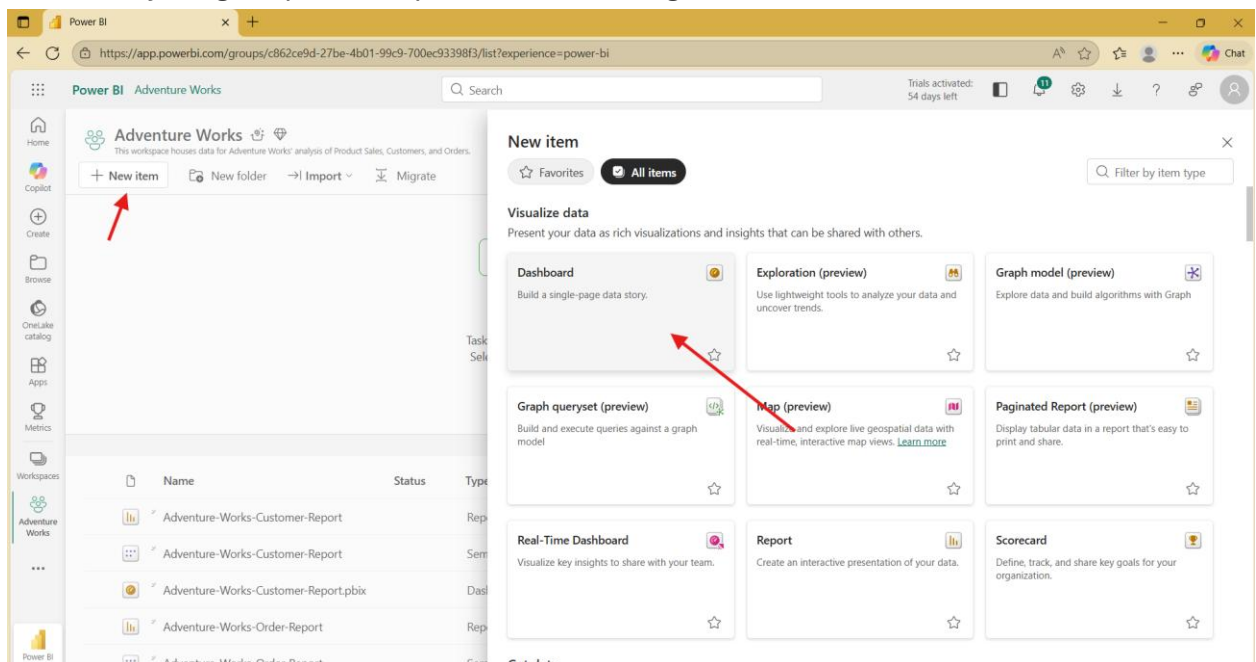 Power BI
https://app.powerbi.com/groups/c862ce9d-27be-4b01-99c9-700ec93398f3/list?experience=power-bi
Chat
Power BI Adventure Works
Search
Trials activated:
54 days left
11
Home
Copilot
Create
Browse
OneLake
catalog
Apps
Metrics
Workspaces
Adventure
Works
Power BI
Adventure Works
This workspace houses data for Adventure Works' analysis of Product Sales, Customers, and Orders.
New item New folder Import Migrate
Task
Sele
Name Status Type
Adventure-Works-Customer-Report Rep
Adventure-Works-Customer-Report Sem
Adventure-Works-Customer-Report.pbix Das
Adventure-Works-Order-Report Rep
New item
Favorites All items Filter by item type
Visualize data
Present your data as rich visualizations and insights that can be shared with others.
Dashboard
Build a single-page data story.
Exploration (preview)
Use lightweight tools to analyze your data and
uncover trends.
Graph model (preview)
Explore data and build algorithms with Graph
Graph queryset (preview)
Build and execute queries against a graph
model
Map (preview)
Visualize and explore live geospatial data with
real-time, interactive map views. Learn more
Paginated Report (preview)
Display tabular data in a report that's easy to
print and share.
Real-Time Dashboard
Visualize key insights to share with your team.
Report
Create an interactive presentation of your data.
Scorecard
Define, track, and share key goals for your
organization.